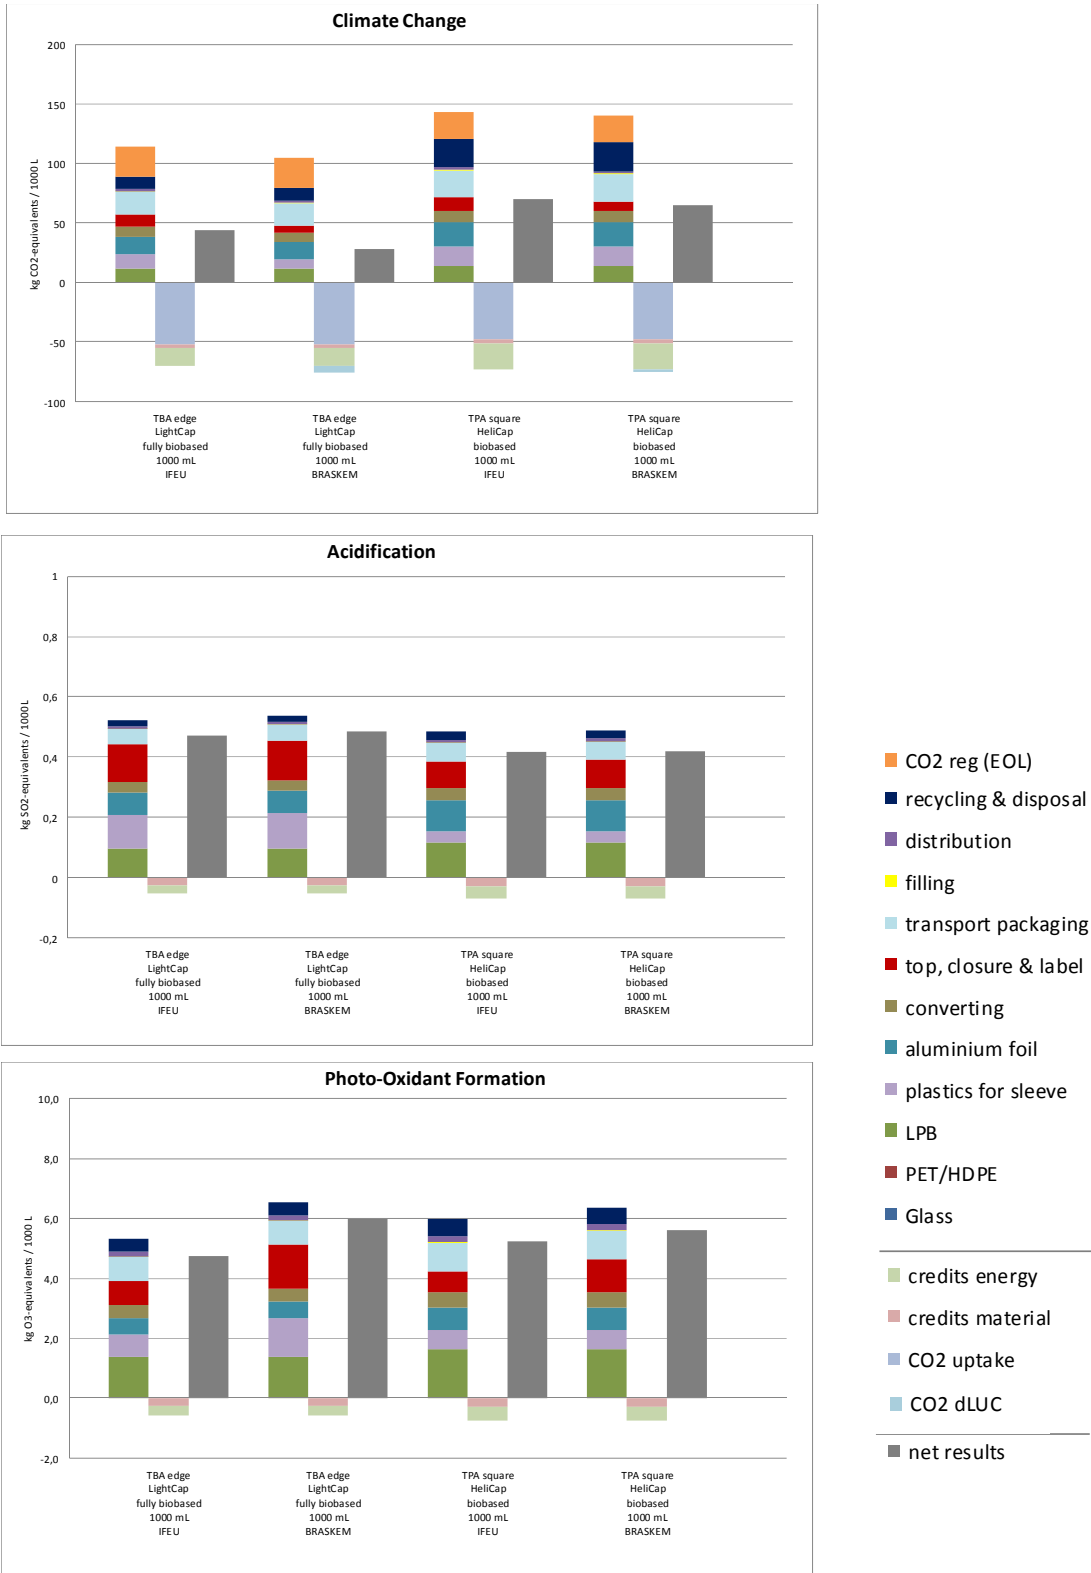 Climate Change
200
150
100
50
0
-50
-100
kg CO2-equivalents / 1000 L
TBA edge
LightCap
fully biobased
1000 mL
IFEU
TBA edge
LightCap
fully biobased
1000 mL
BRASKEM
TPA square
HeliCap
biobased
1000 mL
IFEU
TPA square
HeliCap
biobased
1000 mL
BRASKEM
Acidification
1
0,8
0,6
0,4
0,2
0
-0,2
kg SO2-equivalents / 1000 L
TBA edge
LightCap
fully biobased
1000 mL
IFEU
TBA edge
LightCap
fully biobased
1000 mL
BRASKEM
TPA square
HeliCap
biobased
1000 mL
IFEU
TPA square
HeliCap
biobased
1000 mL
BRASKEM
Photo-Oxidant Formation
10,0
8,0
6,0
4,0
2,0
0,0
-2,0
kg O3-equivalents / 1000 L
TBA edge
LightCap
fully biobased
1000 mL
IFEU
TBA edge
LightCap
fully biobased
1000 mL
BRASKEM
TPA square
HeliCap
biobased
1000 mL
IFEU
TPA square
HeliCap
biobased
1000 mL
BRASKEM
CO2 reg (EOL)
recycling & disposal
distribution
filling
transport packaging
top, closure & label
converting
aluminium foil
plastics for sleeve
LPB
PET/HDPE
Glass
credits energy
credits material
CO2 uptake
CO2 dLUC
net results